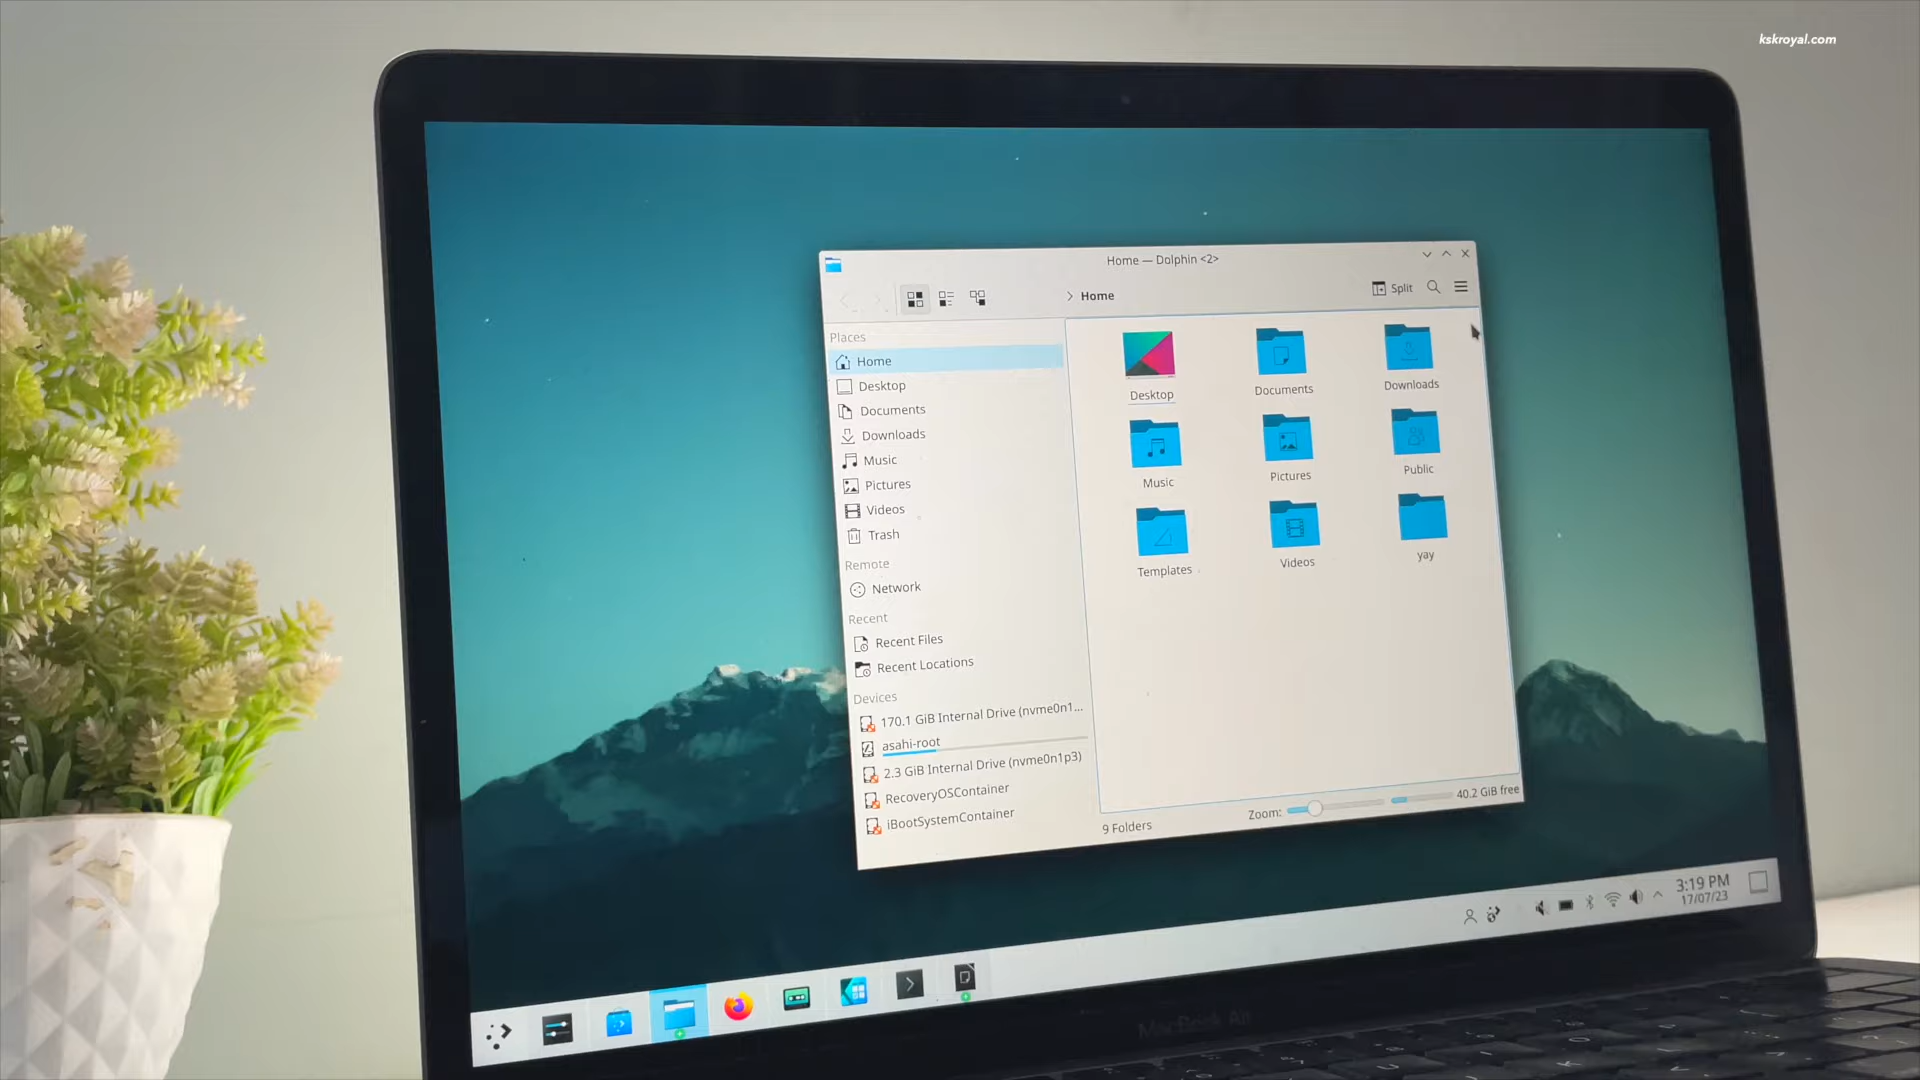 kskroyal.com
Home — Dolphin <2>
Home
Split
Places
Home
Desktop
Documents
Downloads
Music
Pictures
Videos
Trash
Remote
Network
Recent
Recent Files
Recent Locations
Devices
170.1 GiB Internal Drive (nvme0n1...
asahi-root
2.3 GiB Internal Drive (nvme0n1p3)
RecoveryOSContainer
iBootSystemContainer
Desktop
Documents
Downloads
Music
Pictures
Public
Templates
Videos
yay
9 Folders
Zoom:
40.2 GiB free
3:19 PM
17/07/23
MacBook Air